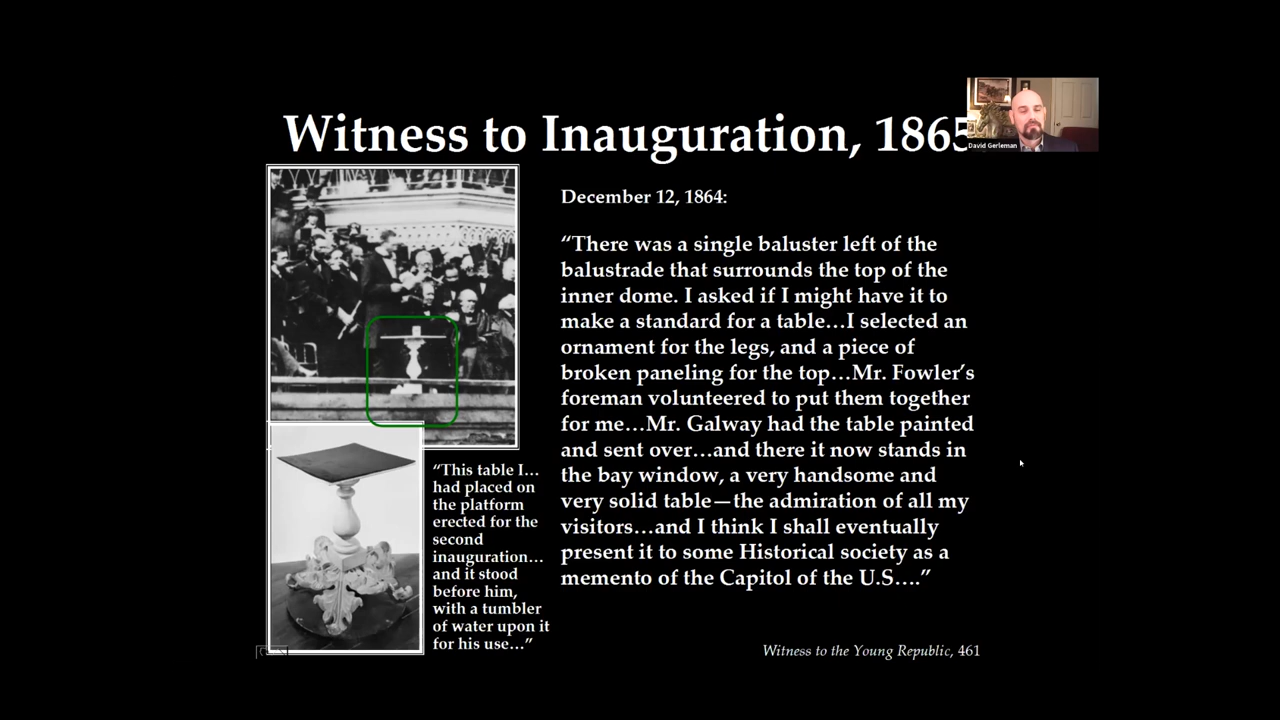 Witness to Inauguration, 1865
David Gerleman
December 12, 1864:
“There was a single baluster left of the
balustrade that surrounds the top of the
inner dome. I asked if I might have it to
make a standard for a table…I selected an
ornament for the legs, and a piece of
broken paneling for the top…Mr. Fowler’s
foreman volunteered to put them together
for me…Mr. Galway had the table painted
and sent over…and there it now stands in
the bay window, a very handsome and
very solid table—the admiration of all my
visitors…and I think I shall eventually
present it to some Historical society as a
memento of the Capitol of the U.S….”
“This table I…
had placed on
the platform
erected for the
second
inauguration…
and it stood
before him,
with a tumbler
of water upon it
for his use…”
Witness to the Young Republic, 461